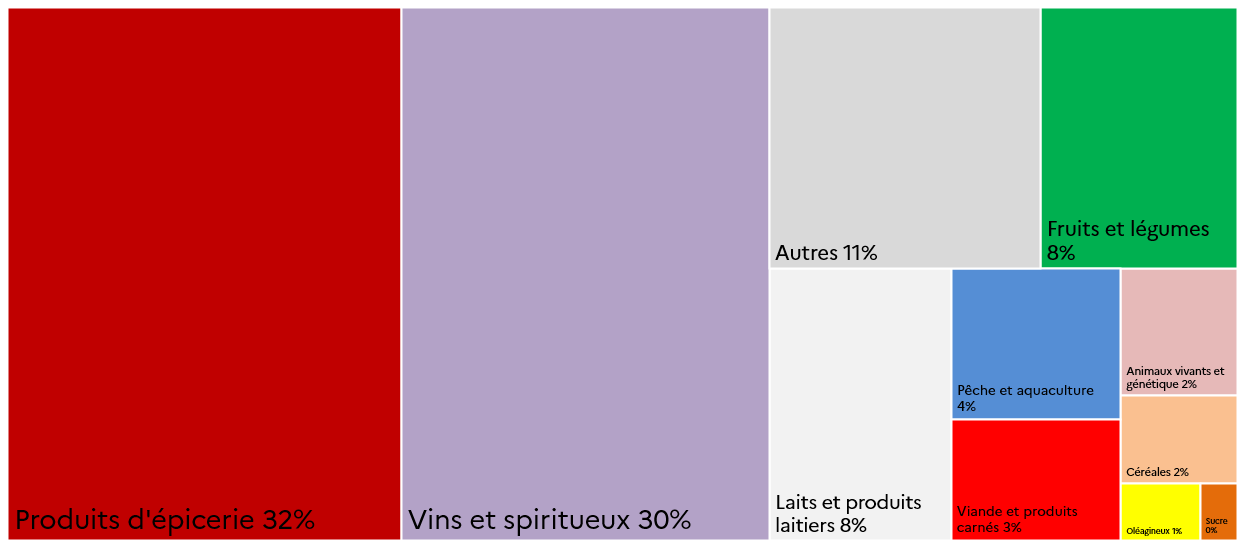 Produits d'épicerie 32%
Vins et spiritueux 30%
Autres 11%
Fruits et légumes
8%
Laits et produits
laitiers 8%
Pêche et aquaculture
4%
Viande et produits
carnés 3%
Animaux vivants et
génétique 2%
Céréales 2%
Oléagineux 1%
Sucre
0%